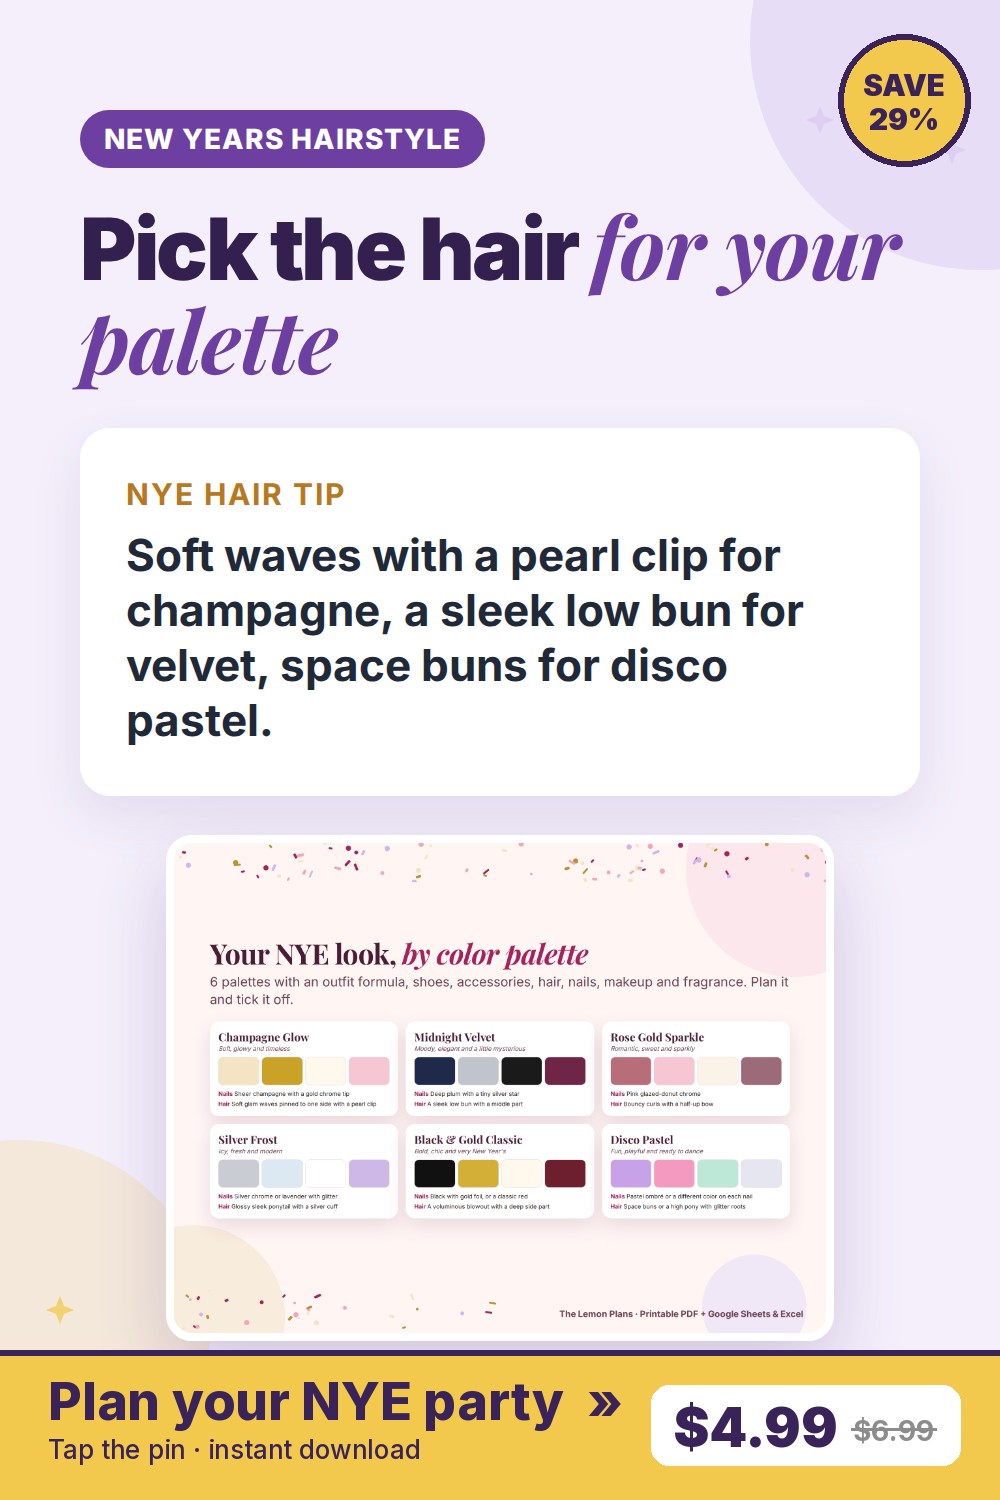 SAVE
29%
NEW YEARS HAIRSTYLE
Pick the hair for your
palette
NYE HAIR TIP
Soft waves with a pearl clip for
champagne, a sleek low bun for
velvet, space buns for disco
pastel.
Your NYE look, by color palette
6 palettes with an outfit formula, shoes, accessories, hair, nails, makeup and fragrance. Plan it
and tick it off.
Champagne Glow
Soft, glowy and timeless
Nails Sheer champagne with a gold chrome tip
Hair Soft glam waves pinned to one side with a pearl clip
Midnight Velvet
Moody, elegant and a little mysterious
Nails Deep plum with a tiny silver star
Hair A sleek low bun with a middle part
Rose Gold Sparkle
Romantic, sweet and sparkly
Nails Pink glazed-donut chrome
Hair Bouncy curls with a half-up bow
Silver Frost
Icy, fresh and modern
Nails Silver chrome or lavender with glitter
Hair Glossy sleek ponytail with a silver cuff
Black & Gold Classic
Bold, chic and very New Year's
Nails Black with gold foil, or a classic red
Hair A voluminous blowout with a deep side part
Disco Pastel
Fun, playful and ready to dance
Nails Pastel ombré or a different color on each nail
Hair Space buns or a high pony with glitter roots
The Lemon Plans · Printable PDF + Google Sheets & Excel
Plan your NYE party »
Tap the pin · instant download
$4.99 $6.99